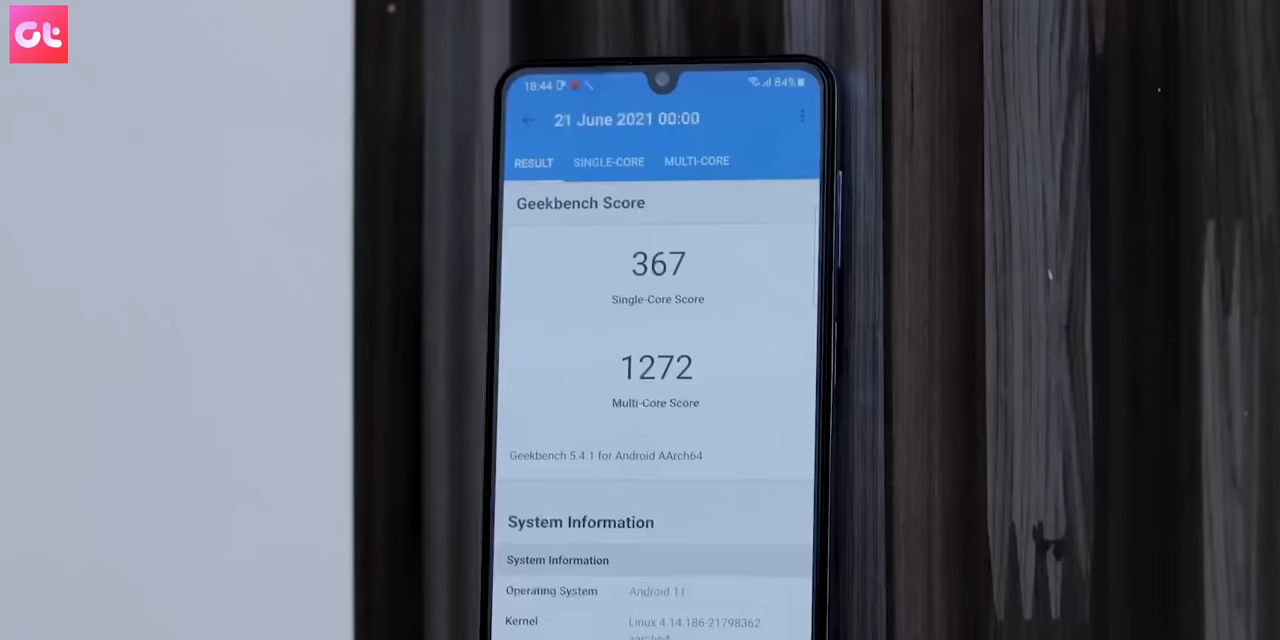 Gt
18:44 84%
21 June 2021 00:00
RESULT SINGLE-CORE MULTI-CORE
Geekbench Score
367
Single-Core Score
1272
Multi-Core Score
Geekbench 5.4.1 for Android AArch64
System Information
System Information
Operating System Android 11
Kernel Linux 4.14.186-21798362
aarch64